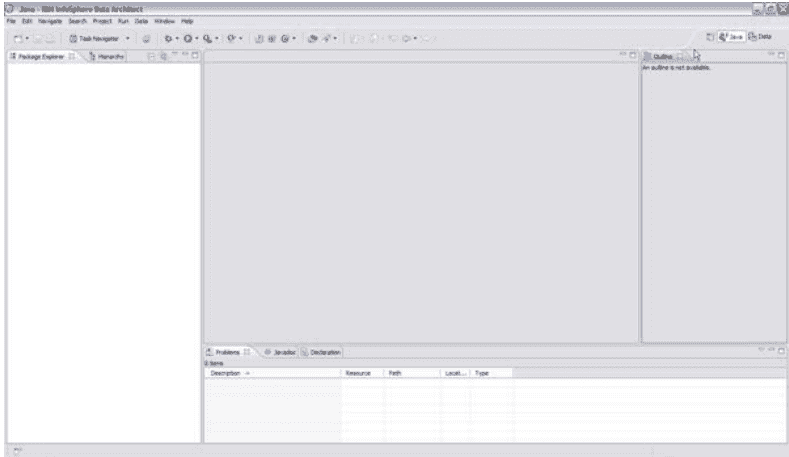 Java - IBM InfoSphere Data Architect
File Edit Navigate Search Project Run Data Window Help
Task Navigator
Java Data
Package Explorer Hierarchy
Outline
An outline is not available.
Problems Javadoc Declaration
0 items
Description Resource Path Locat... Type